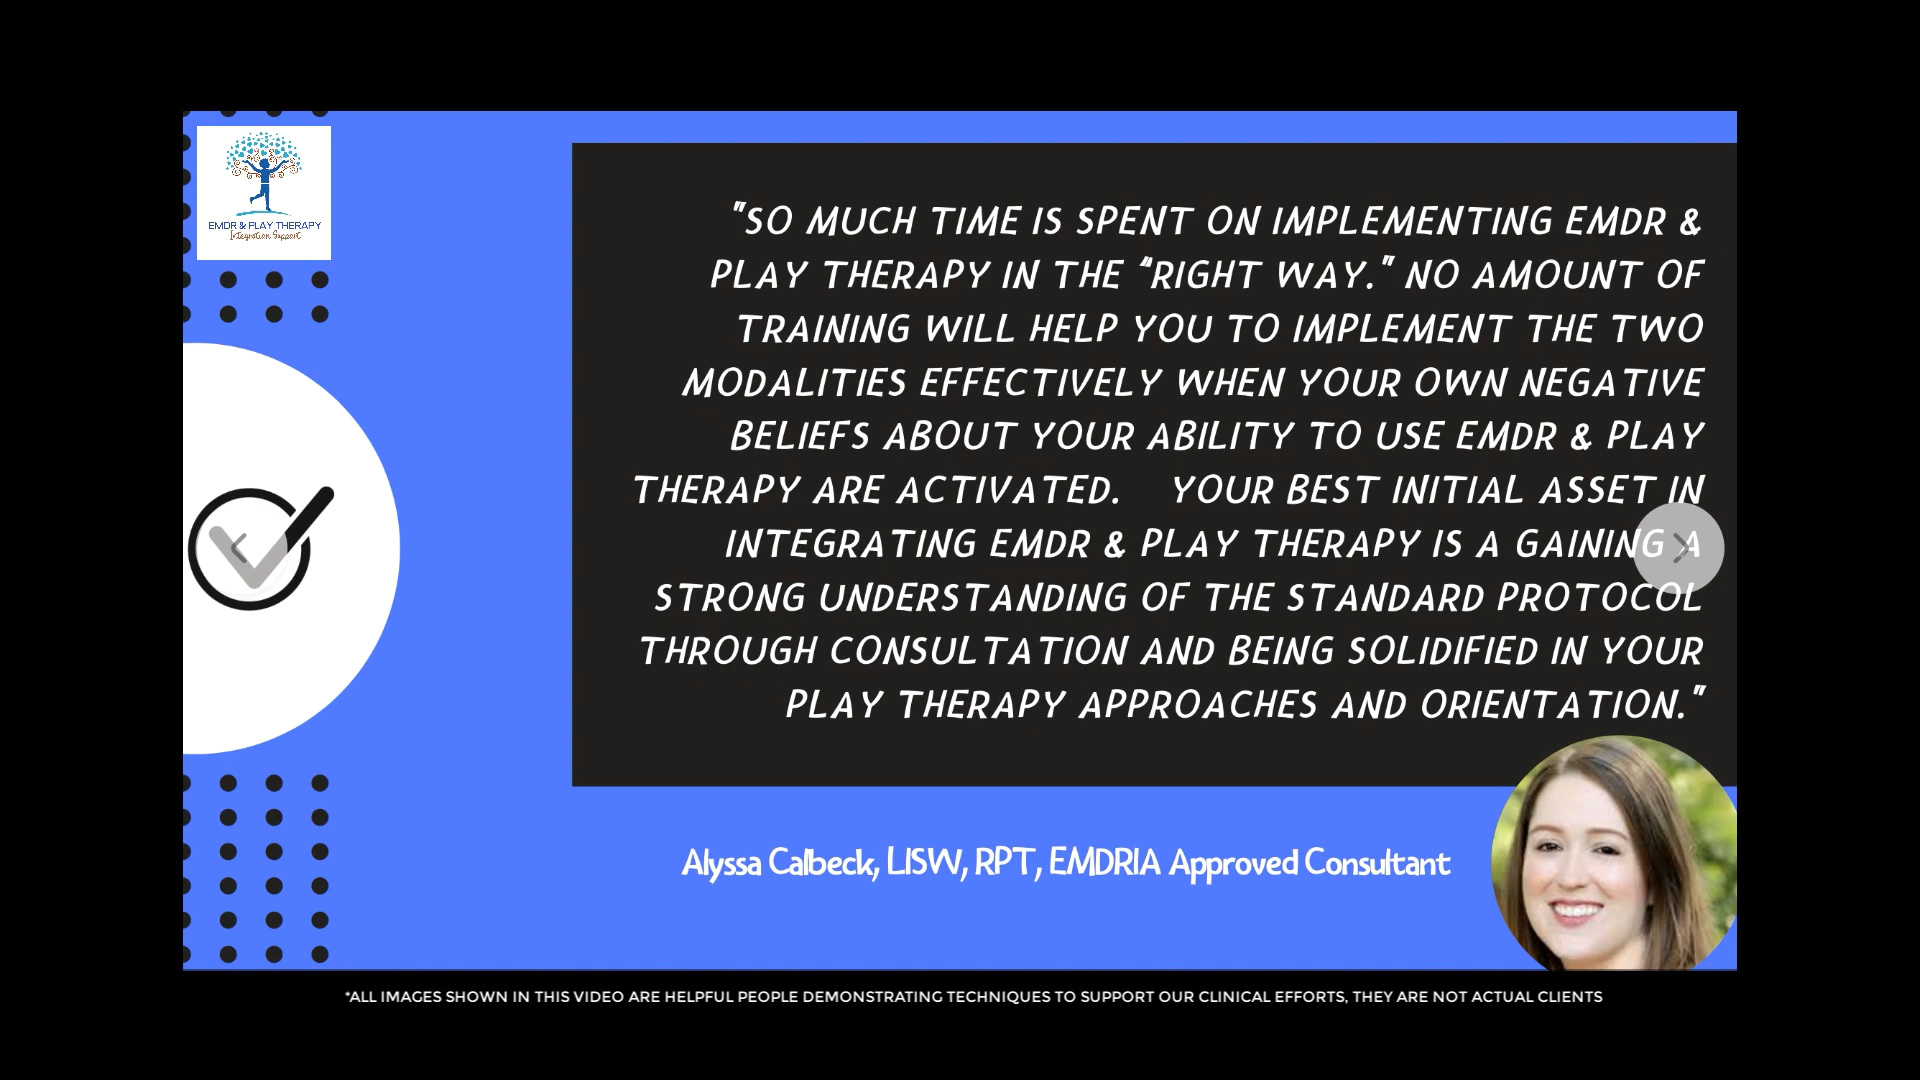 EMDR & PLAY THERAPY
Integration Support
"SO MUCH TIME IS SPENT ON IMPLEMENTING EMDR &
PLAY THERAPY IN THE "RIGHT WAY." NO AMOUNT OF
TRAINING WILL HELP YOU TO IMPLEMENT THE TWO
MODALITIES EFFECTIVELY WHEN YOUR OWN NEGATIVE
BELIEFS ABOUT YOUR ABILITY TO USE EMDR & PLAY
THERAPY ARE ACTIVATED. YOUR BEST INITIAL ASSET IN
INTEGRATING EMDR & PLAY THERAPY IS A GAINING A
STRONG UNDERSTANDING OF THE STANDARD PROTOCOL
THROUGH CONSULTATION AND BEING SOLIDIFIED IN YOUR
PLAY THERAPY APPROACHES AND ORIENTATION."
Alyssa Calbeck, LISW, RPT, EMDRIA Approved Consultant
*ALL IMAGES SHOWN IN THIS VIDEO ARE HELPFUL PEOPLE DEMONSTRATING TECHNIQUES TO SUPPORT OUR CLINICAL EFFORTS, THEY ARE NOT ACTUAL CLIENTS